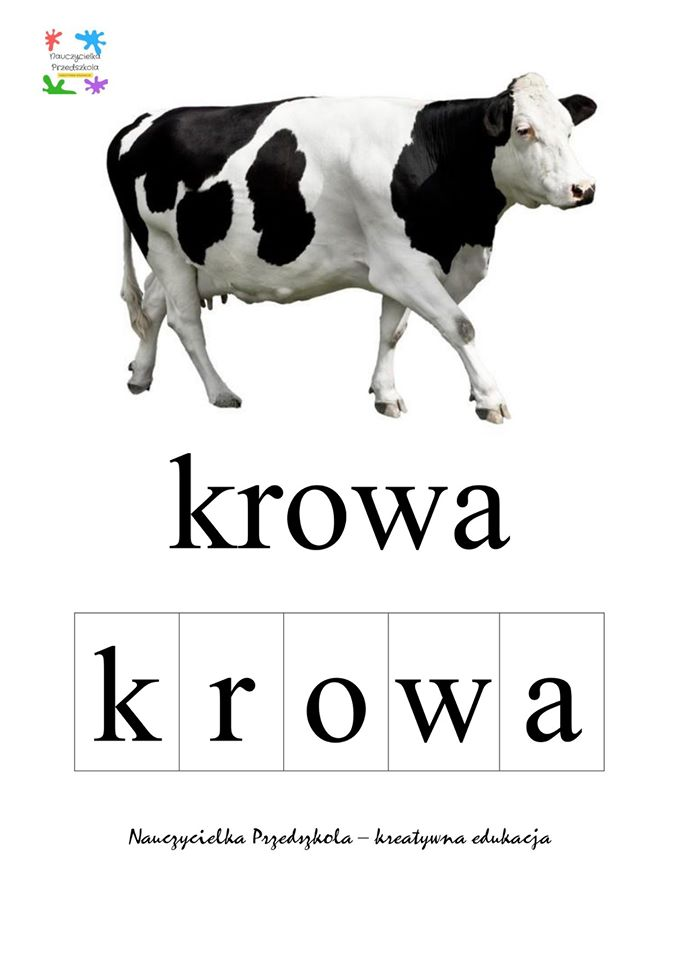 Nauczycielka
Przedszkola
krowa
k r o w a
Nauczycielka Przedszkola – kreatywna edukacja